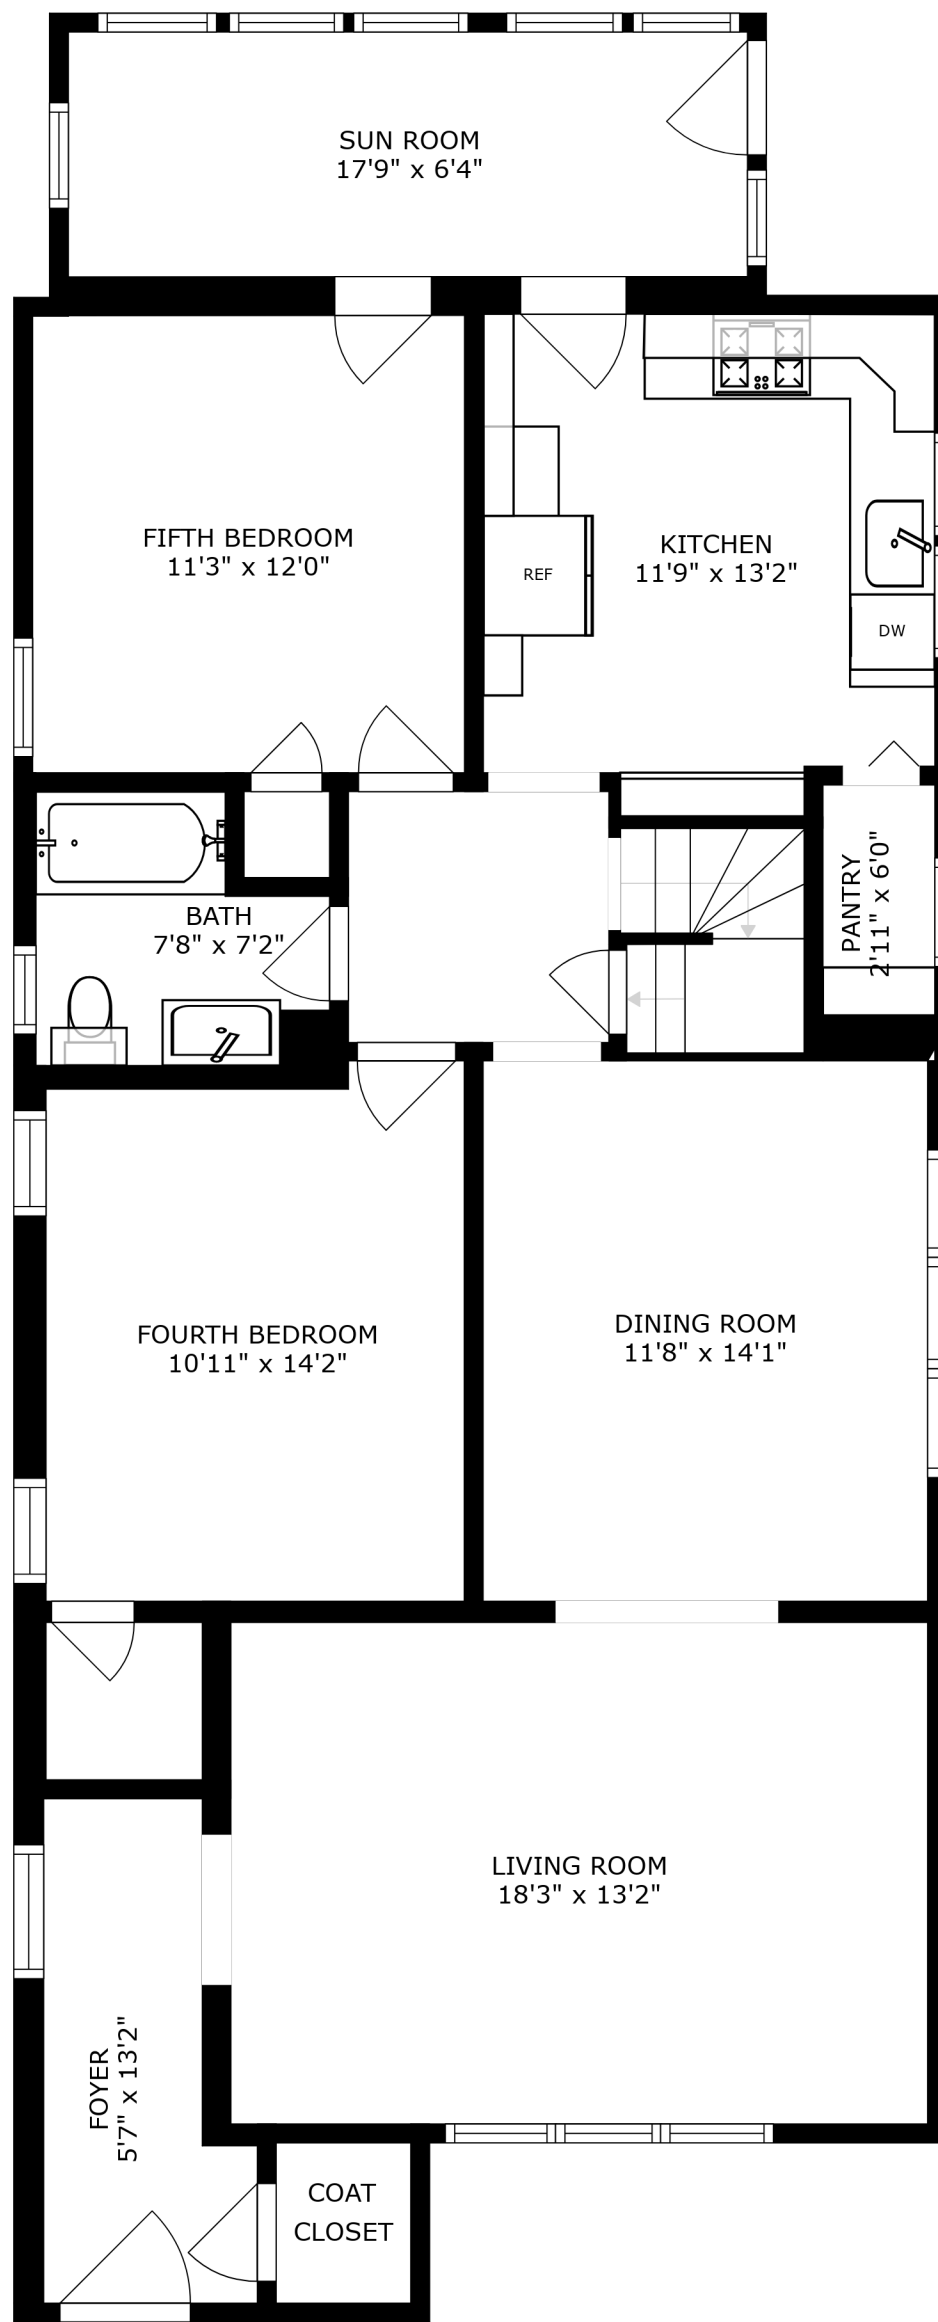 SUN ROOM
17'9" x 6'4"
FIFTH BEDROOM
11'3" x 12'0"
KITCHEN
11'9" x 13'2"
REF
DW
PANTRY
2'11" x 6'0"
BATH
7'8" x 7'2"
FOURTH BEDROOM
10'11" x 14'2"
DINING ROOM
11'8" x 14'1"
LIVING ROOM
18'3" x 13'2"
FOYER
5'7" x 13'2"
COAT
CLOSET